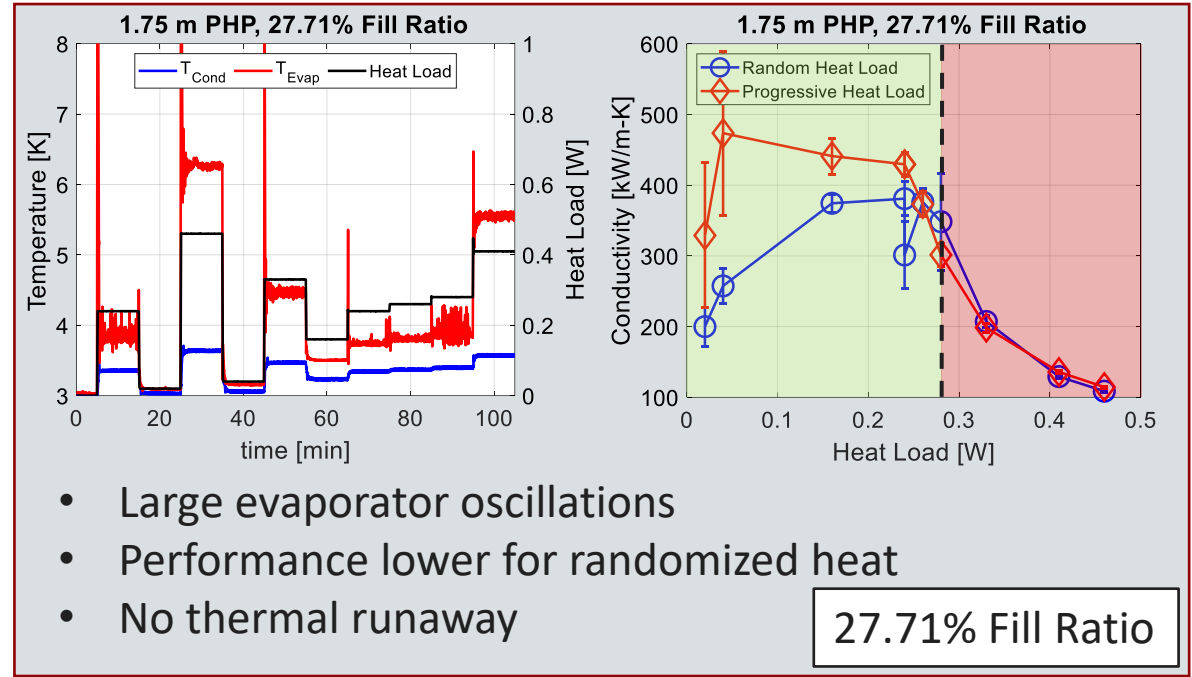 1.75 m PHP, 27.71% Fill Ratio
T_Cond T_Evap Heat Load
Temperature [K]
8
7
6
5
4
3
Heat Load [W]
1
0.8
0.6
0.4
0.2
0
0 20 40 60 80 100
time [min]
1.75 m PHP, 27.71% Fill Ratio
Random Heat Load
Progressive Heat Load
Conductivity [kW/m-K]
600
500
400
300
200
100
0 0.1 0.2 0.3 0.4 0.5
Heat Load [W]
• Large evaporator oscillations
• Performance lower for randomized heat
• No thermal runaway
27.71% Fill Ratio